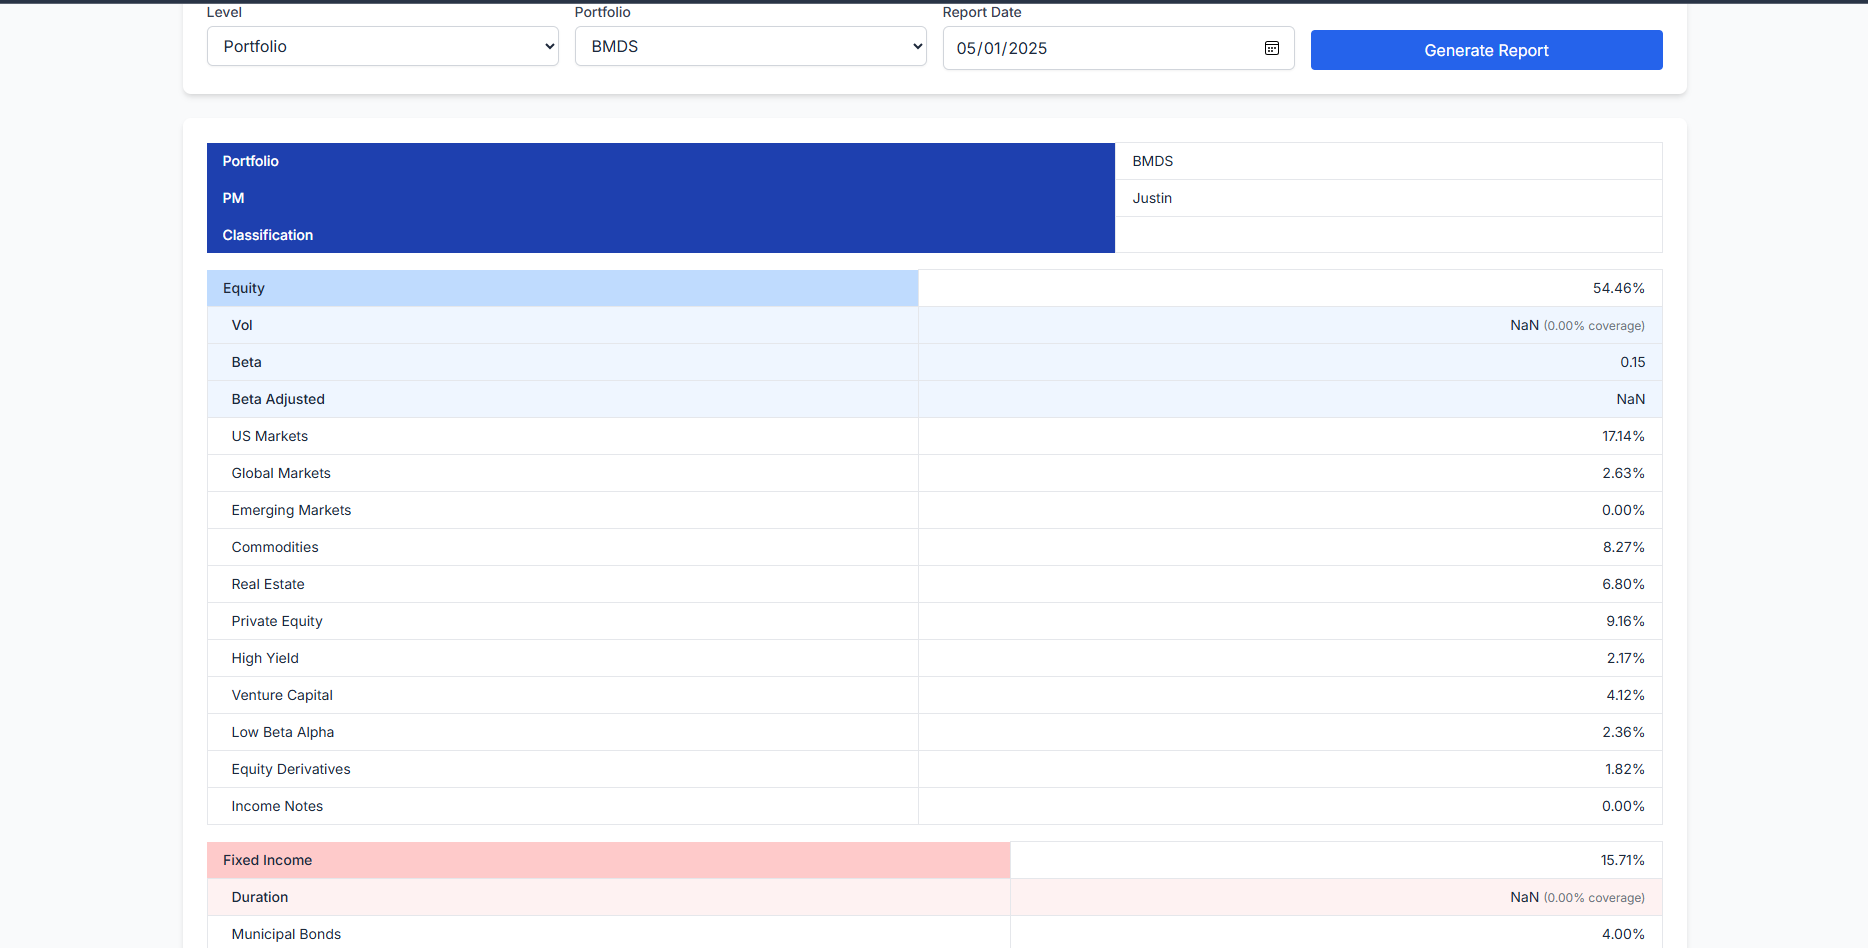 Level Portfolio Report Date
Portfolio BMDS 05/01/2025 Generate Report
Portfolio BMDS
PM Justin
Classification
Equity 54.46%
Vol NaN (0.00% coverage)
Beta 0.15
Beta Adjusted NaN
US Markets 17.14%
Global Markets 2.63%
Emerging Markets 0.00%
Commodities 8.27%
Real Estate 6.80%
Private Equity 9.16%
High Yield 2.17%
Venture Capital 4.12%
Low Beta Alpha 2.36%
Equity Derivatives 1.82%
Income Notes 0.00%
Fixed Income 15.71%
Duration NaN (0.00% coverage)
Municipal Bonds 4.00%